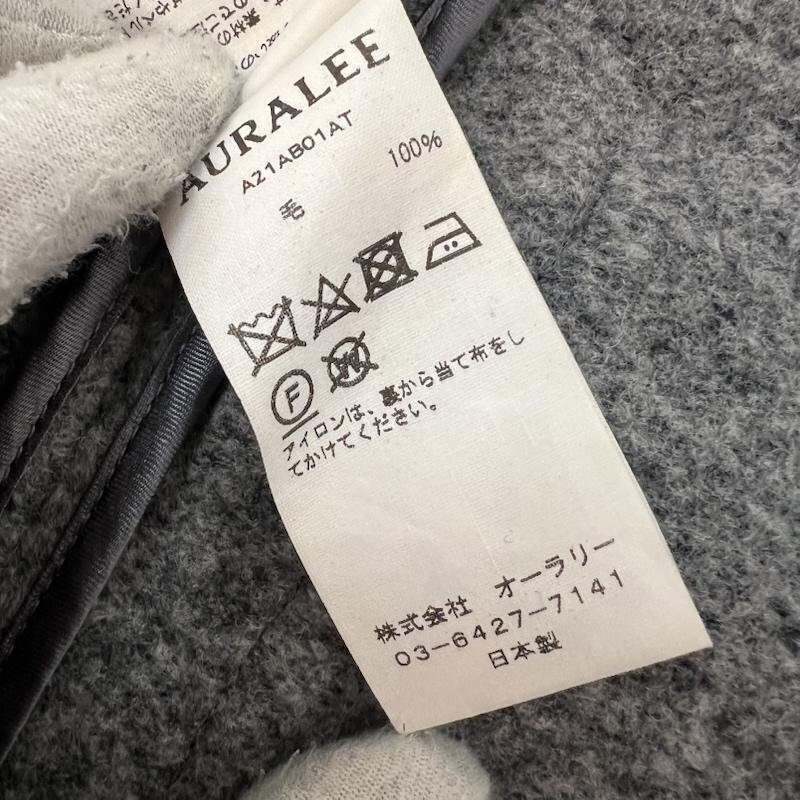 AURALEE
A21AB01AT
毛 100%
F W
アイロンは、裏から当て布をし
てかけてください。
株式会社 オーラリー
03-6427-7141
日本製